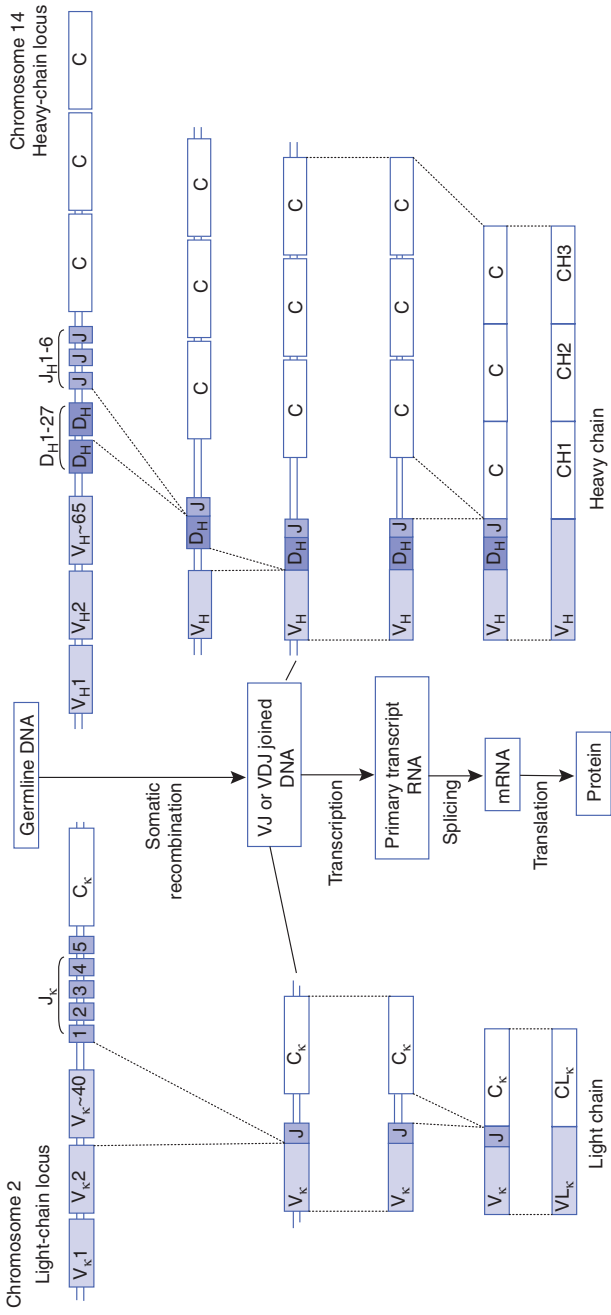 Chromosome 2
Light-chain locus
Vκ1
Vκ2
Vκ~40
Jκ
1
2
3
4
5
Cκ
Vκ
J
Cκ
Vκ
J
Cκ
Vκ
J
Cκ
VLκ
CLκ
Light chain
Germline DNA
Somatic
recombination
VJ or VDJ joined
DNA
Transcription
Primary transcript
RNA
Splicing
mRNA
Translation
Protein
Chromosome 14
Heavy-chain locus
VH1
VH2
VH~65
DH1-27
DH
DH
JH1-6
J
J
J
C
C
C
VH
DH
J
C
C
C
VH
DH
J
C
C
C
VH
DH
J
C
C
C
VH
DH
J
C
C
C
VH
CH1
CH2
CH3
Heavy chain